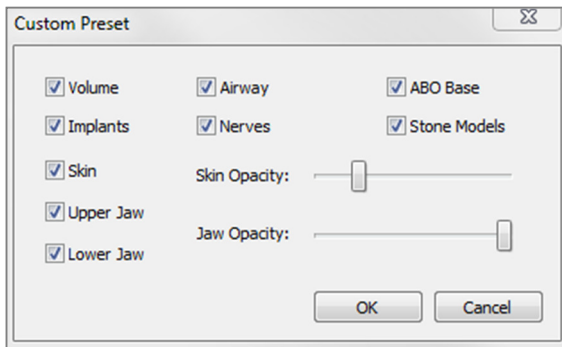 Custom Preset
Volume
Airway
ABO Base
Implants
Nerves
Stone Models
Skin
Skin Opacity:
Upper Jaw
Jaw Opacity:
Lower Jaw
OK
Cancel